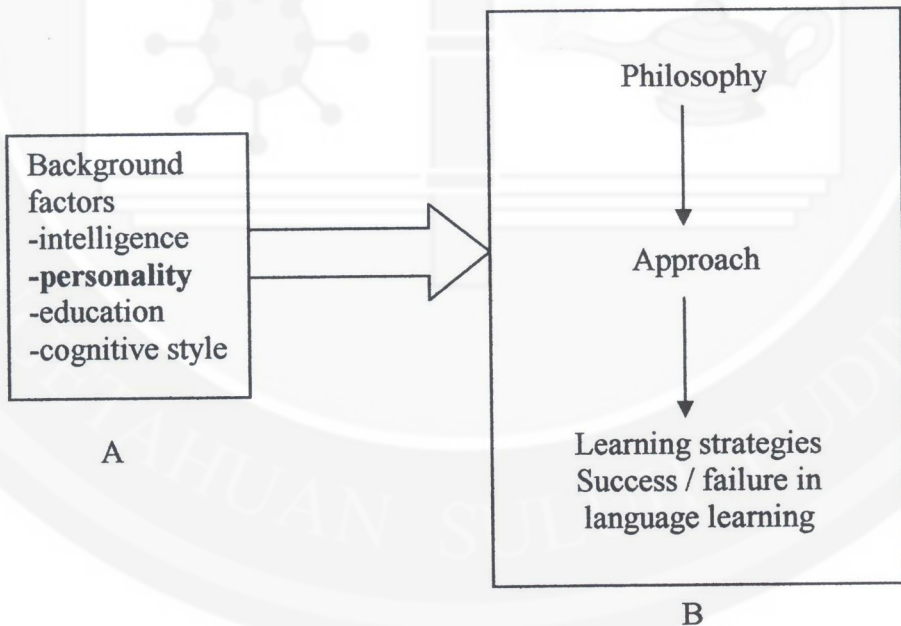 Background
factors
-intelligence
-personality
-education
-cognitive style
A
Philosophy
Approach
Learning strategies
Success / failure in
language learning
B